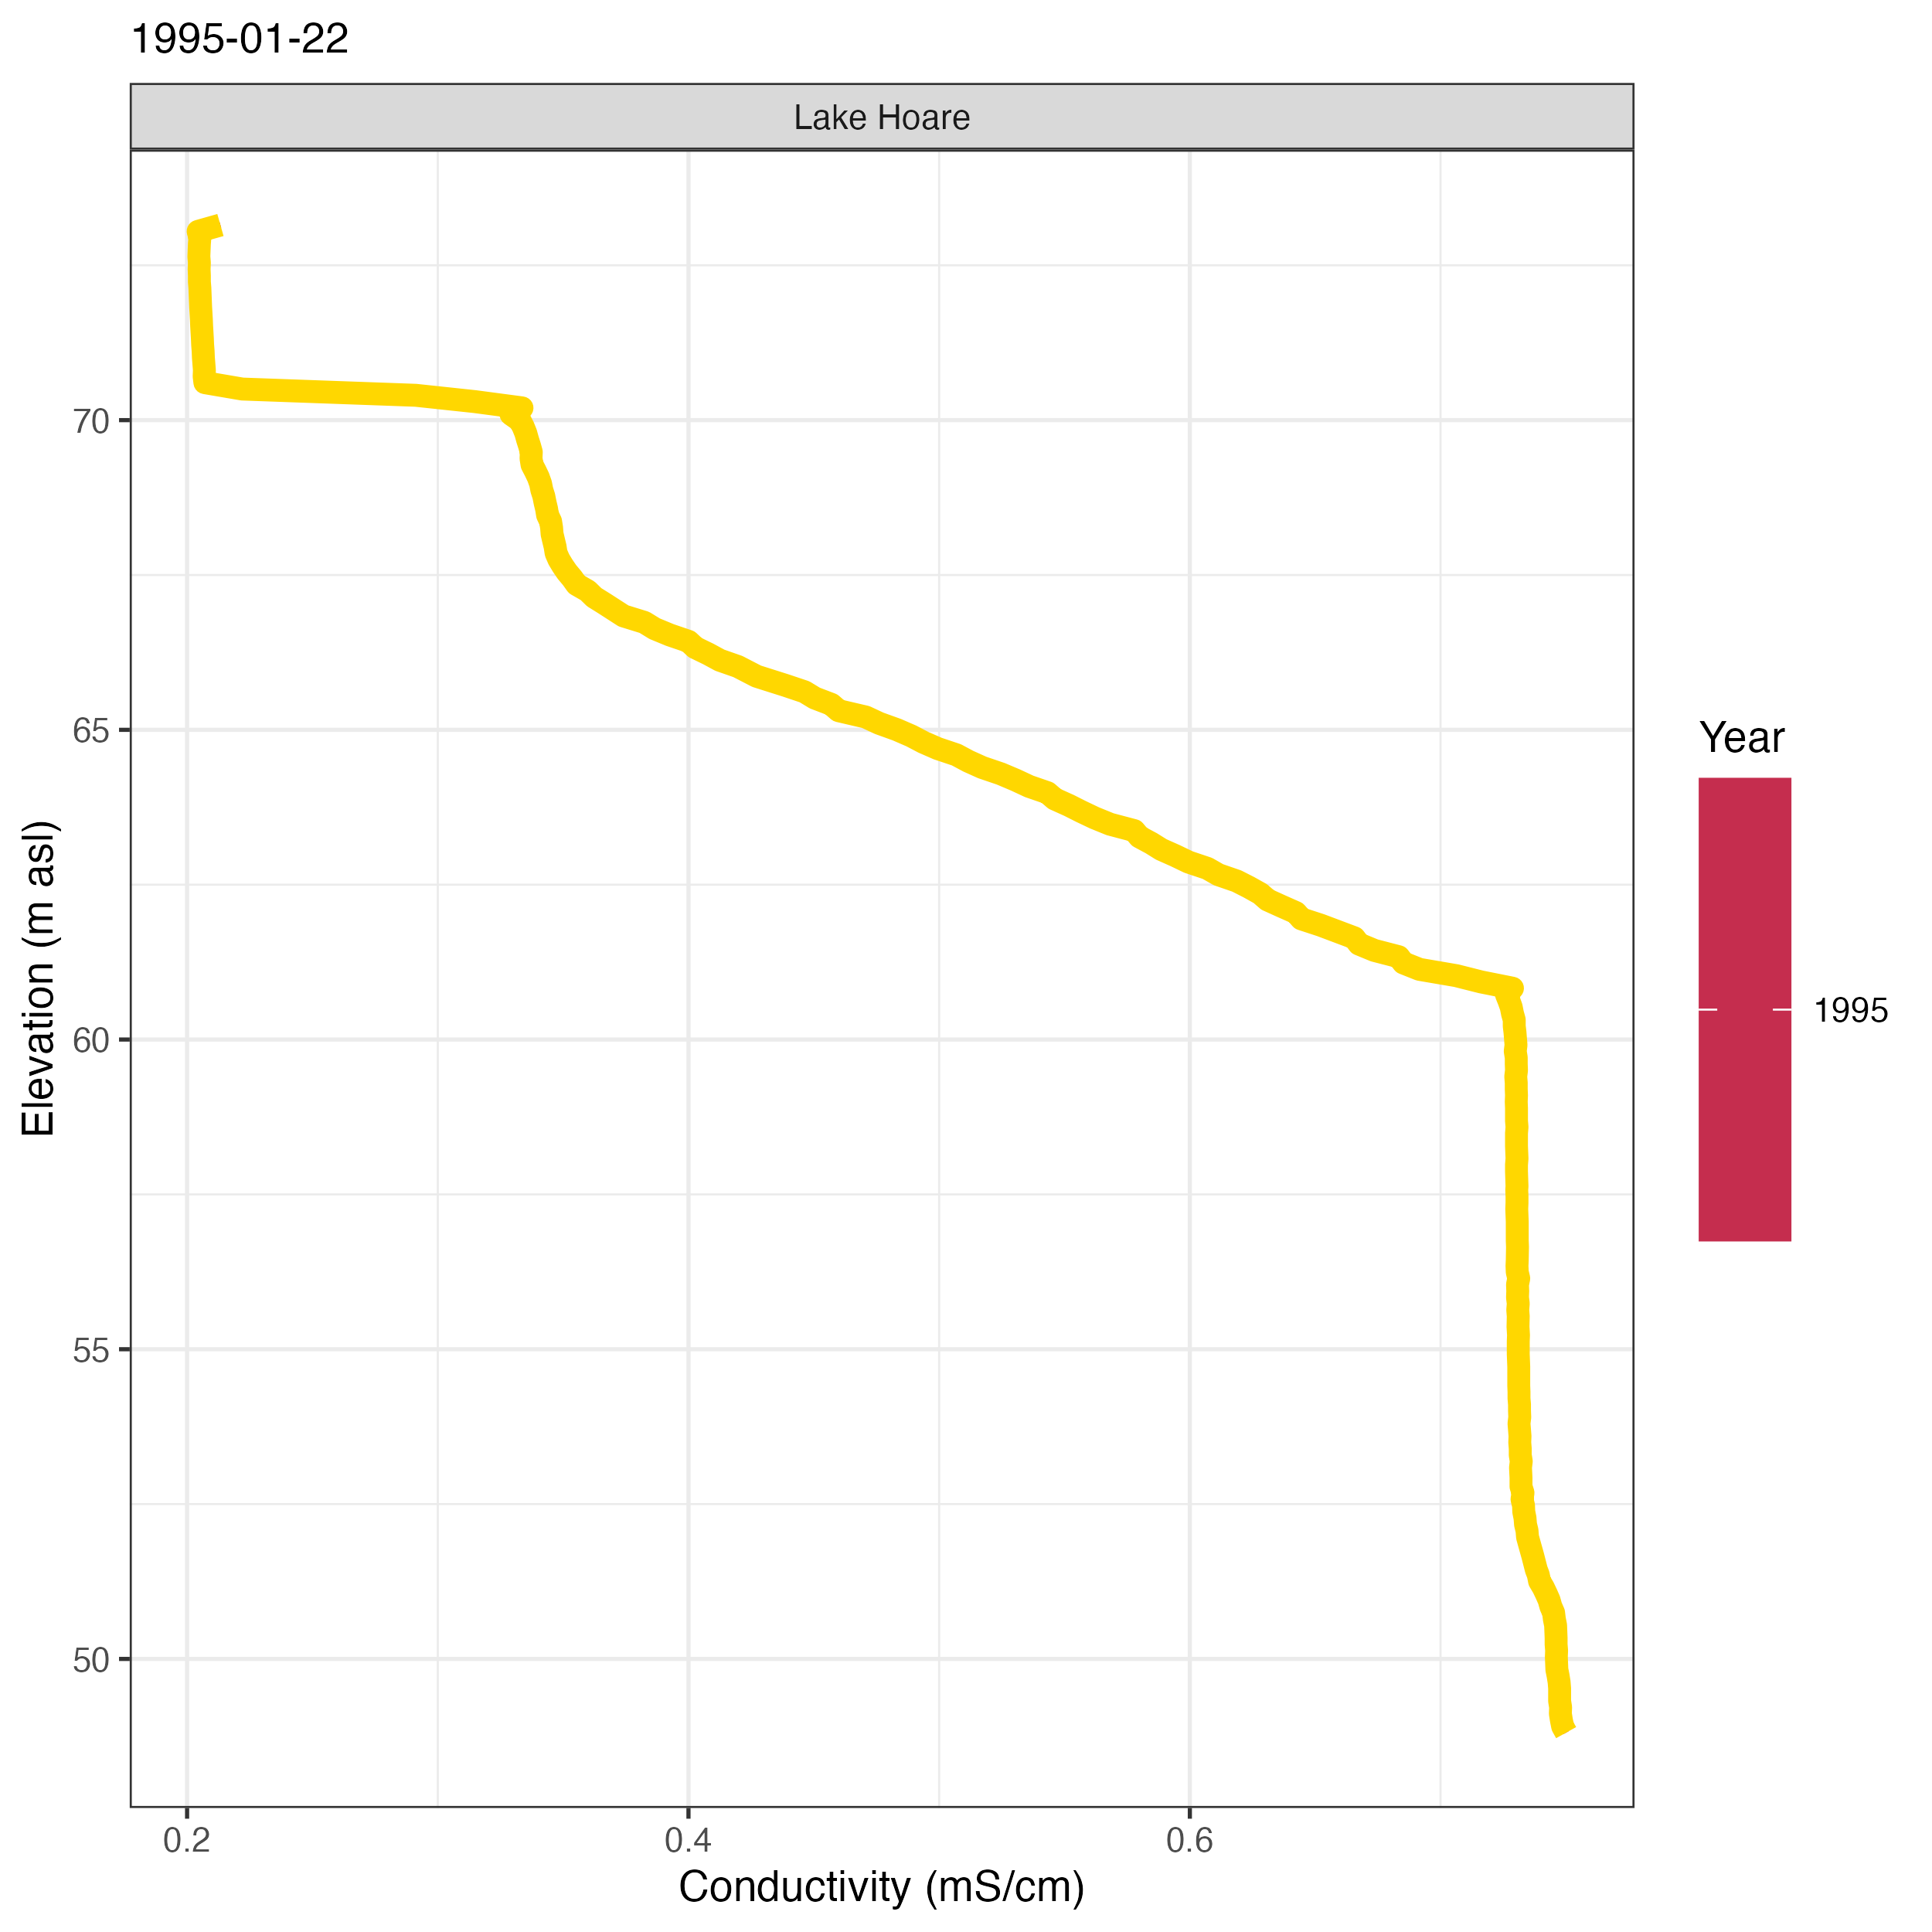 1995-01-22
Lake Hoare
70
65
60
55
50
Elevation (m asl)
0.2 0.4 0.6
Conductivity (mS/cm)
Year
1995